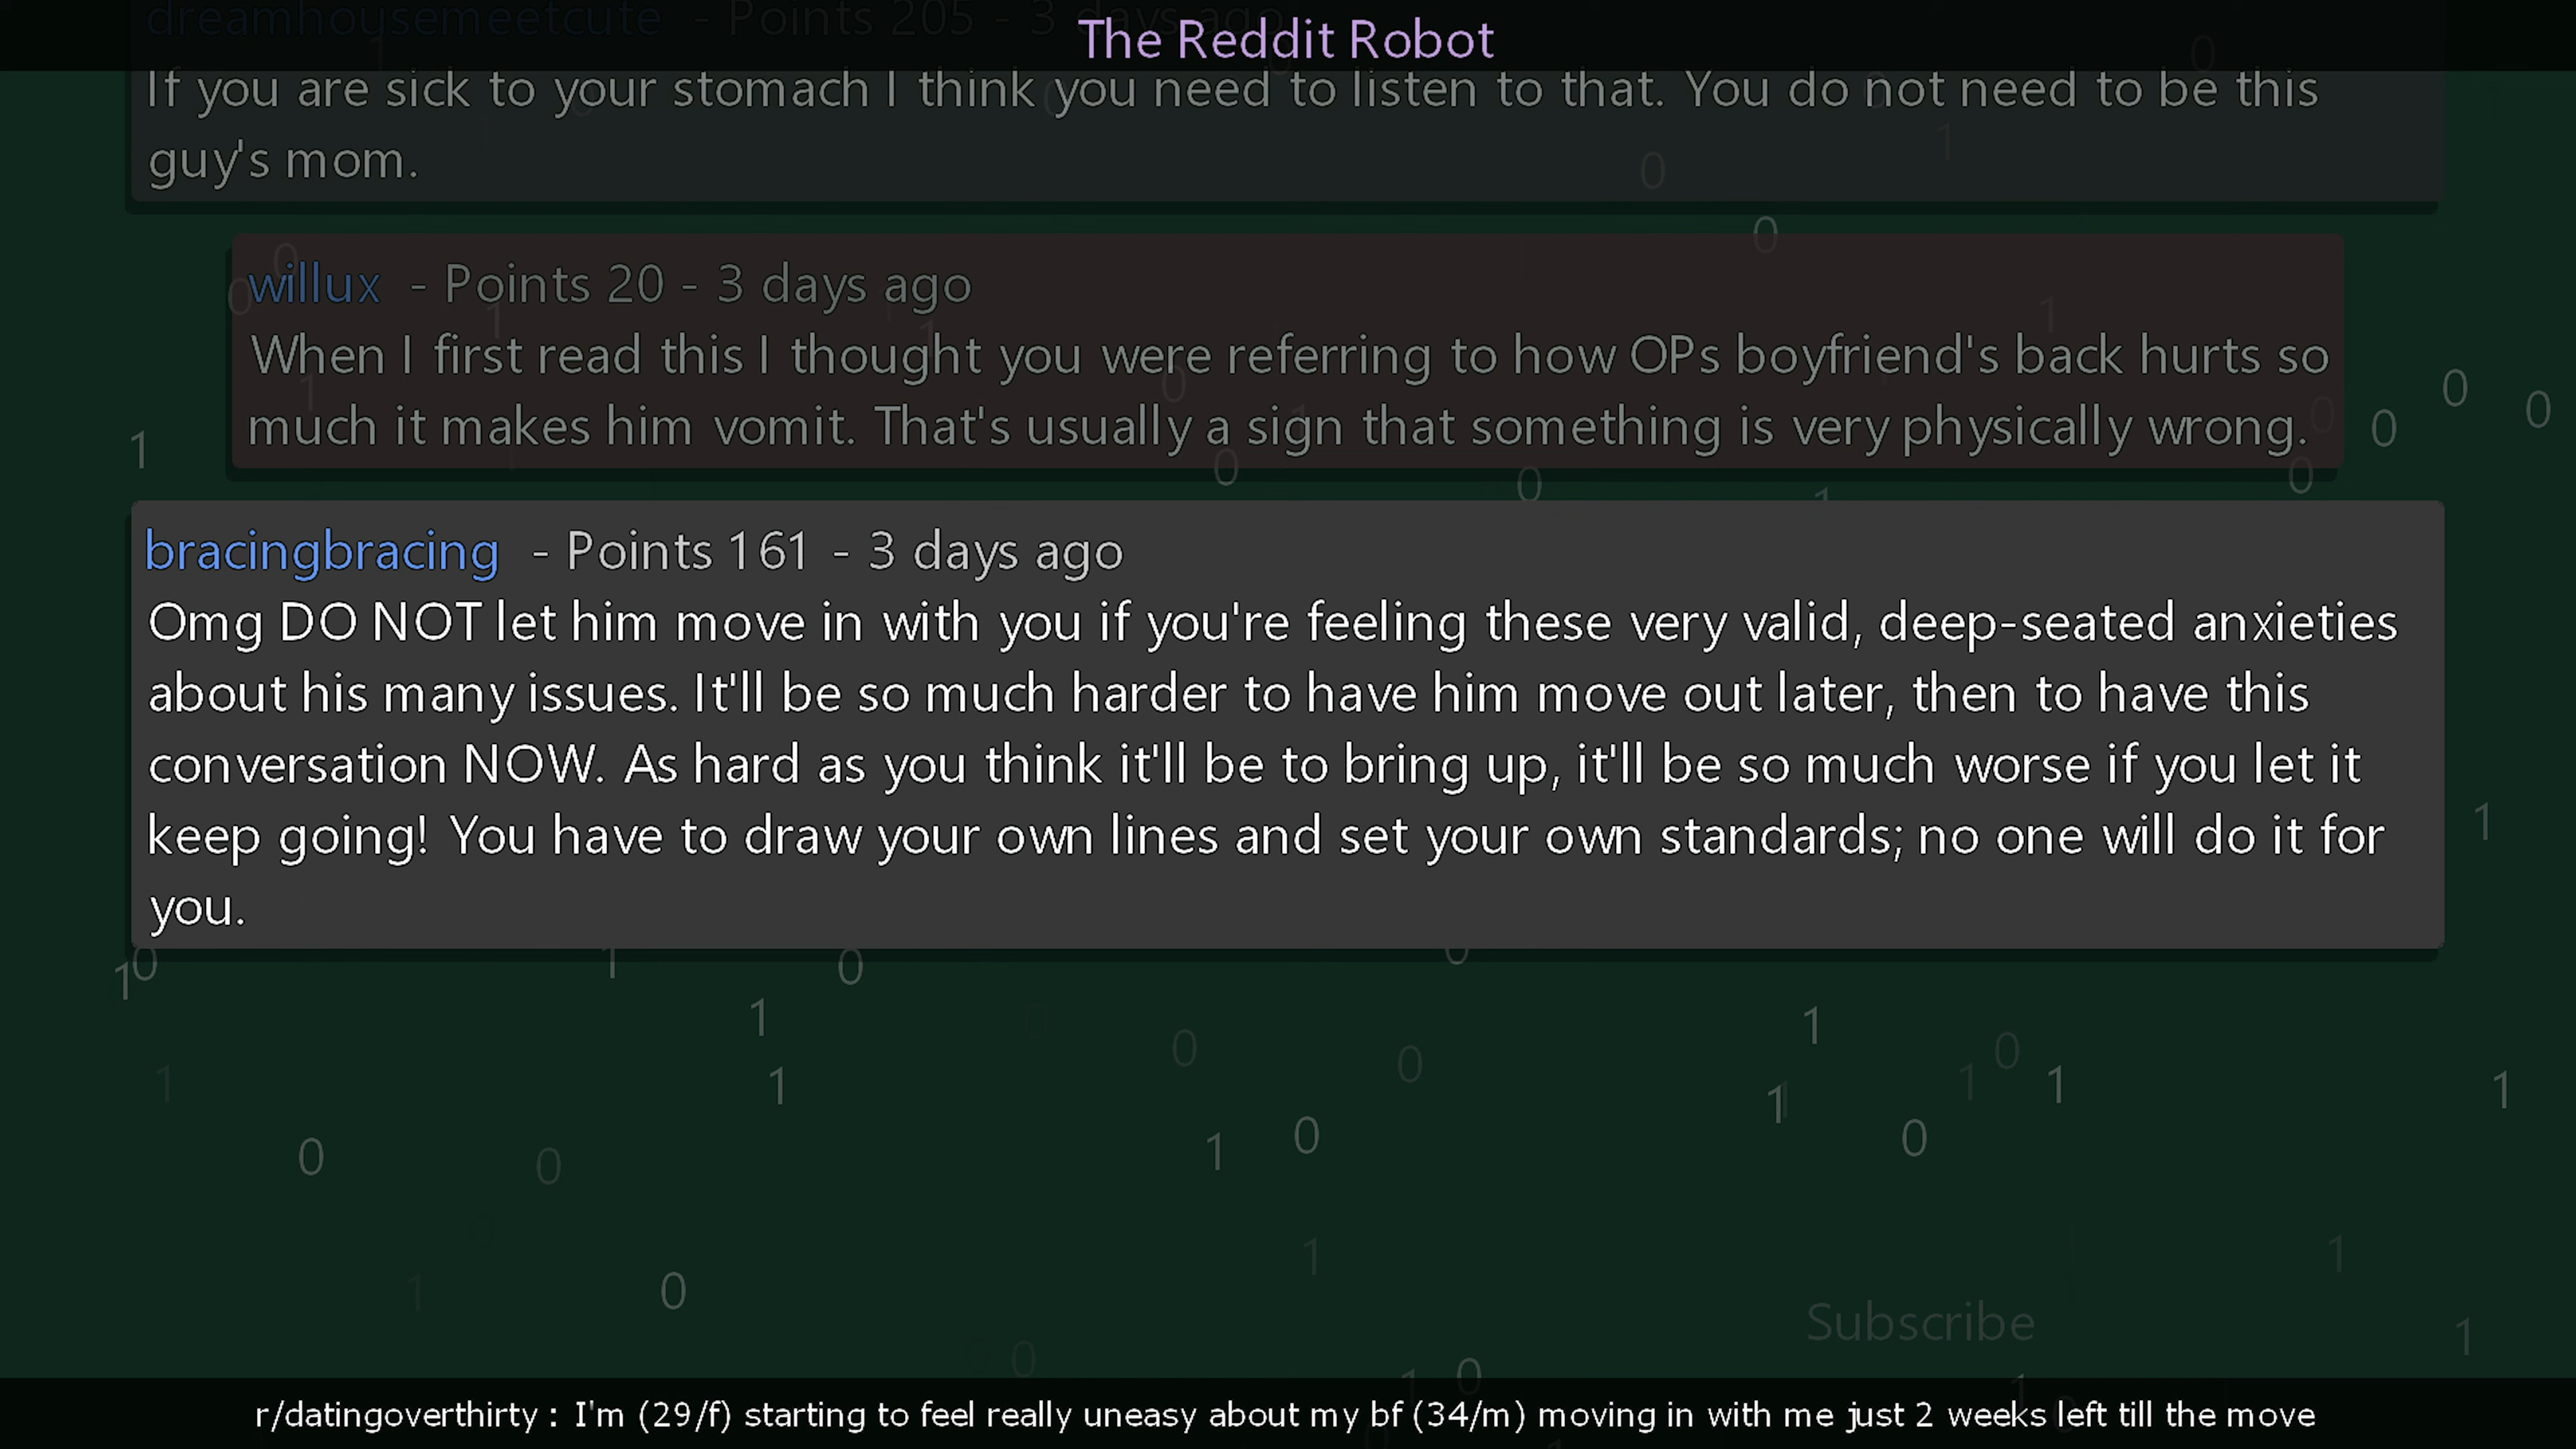 The Reddit Robot
dreamhousemeetcute - Points 205 - 3 days ago
If you are sick to your stomach I think you need to listen to that. You do not need to be this
guy's mom.
willux - Points 20 - 3 days ago
When I first read this I thought you were referring to how OPs boyfriend's back hurts so
much it makes him vomit. That's usually a sign that something is very physically wrong.
bracingbracing - Points 161 - 3 days ago
Omg DO NOT let him move in with you if you're feeling these very valid, deep-seated anxieties
about his many issues. It'll be so much harder to have him move out later, then to have this
conversation NOW. As hard as you think it'll be to bring up, it'll be so much worse if you let it
keep going! You have to draw your own lines and set your own standards; no one will do it for
you.
Subscribe
r/datingoverthirty : I'm (29/f) starting to feel really uneasy about my bf (34/m) moving in with me just 2 weeks left till the move